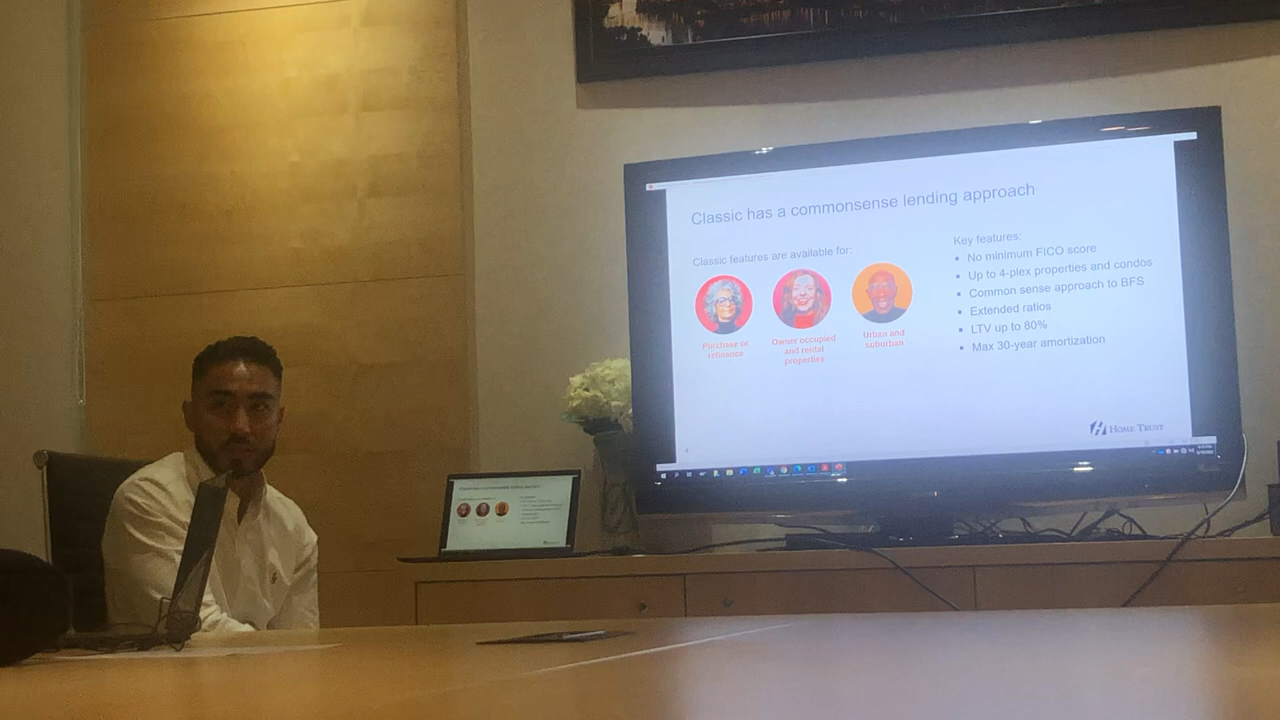 Classic has a commonsense lending approach
Classic features are available for:
Purchase or
refinance
Owner occupied
and rental
properties
Urban and
suburban
Key features:
No minimum FICO score
Up to 4-plex properties and condos
Common sense approach to BFS
Extended ratios
LTV up to 80%
Max 30-year amortization
4
HOME TRUST